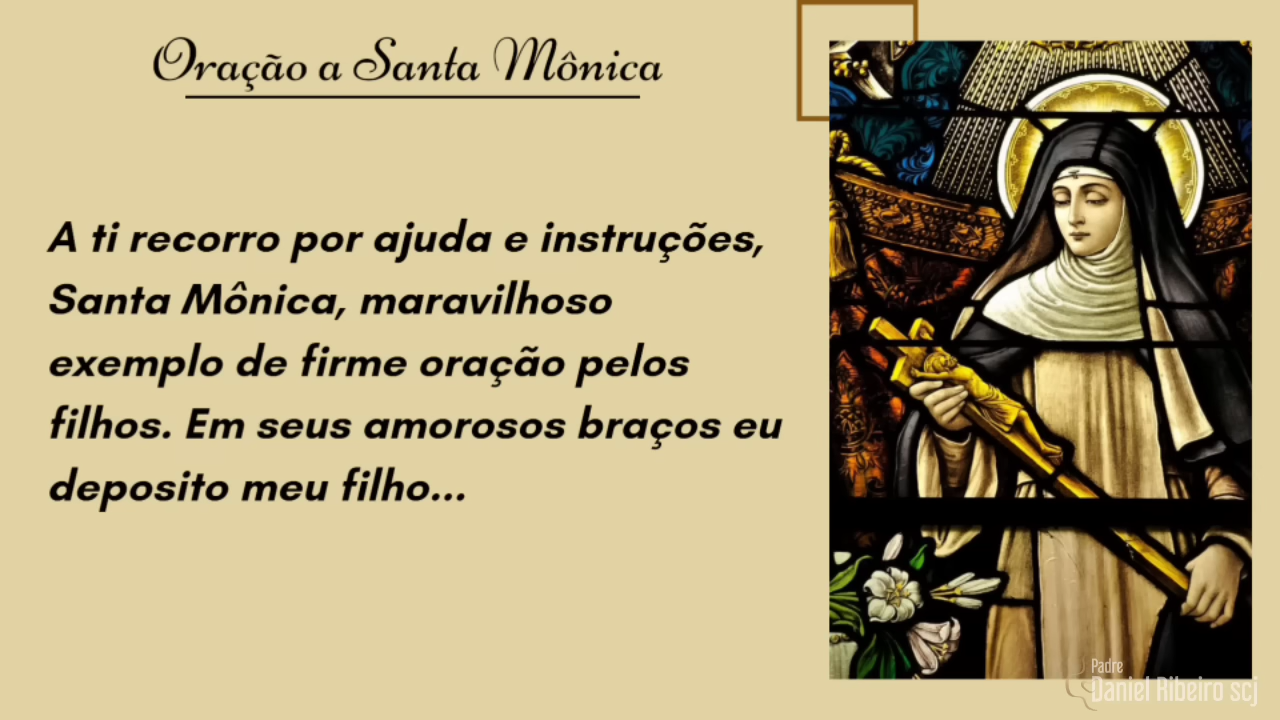 Oração a Santa Mônica
A ti recorro por ajuda e instruções,
Santa Mônica, maravilhoso
exemplo de firme oração pelos
filhos. Em seus amorosos braços eu
deposito meu filho...
Padre
Daniel Ribeiro scj